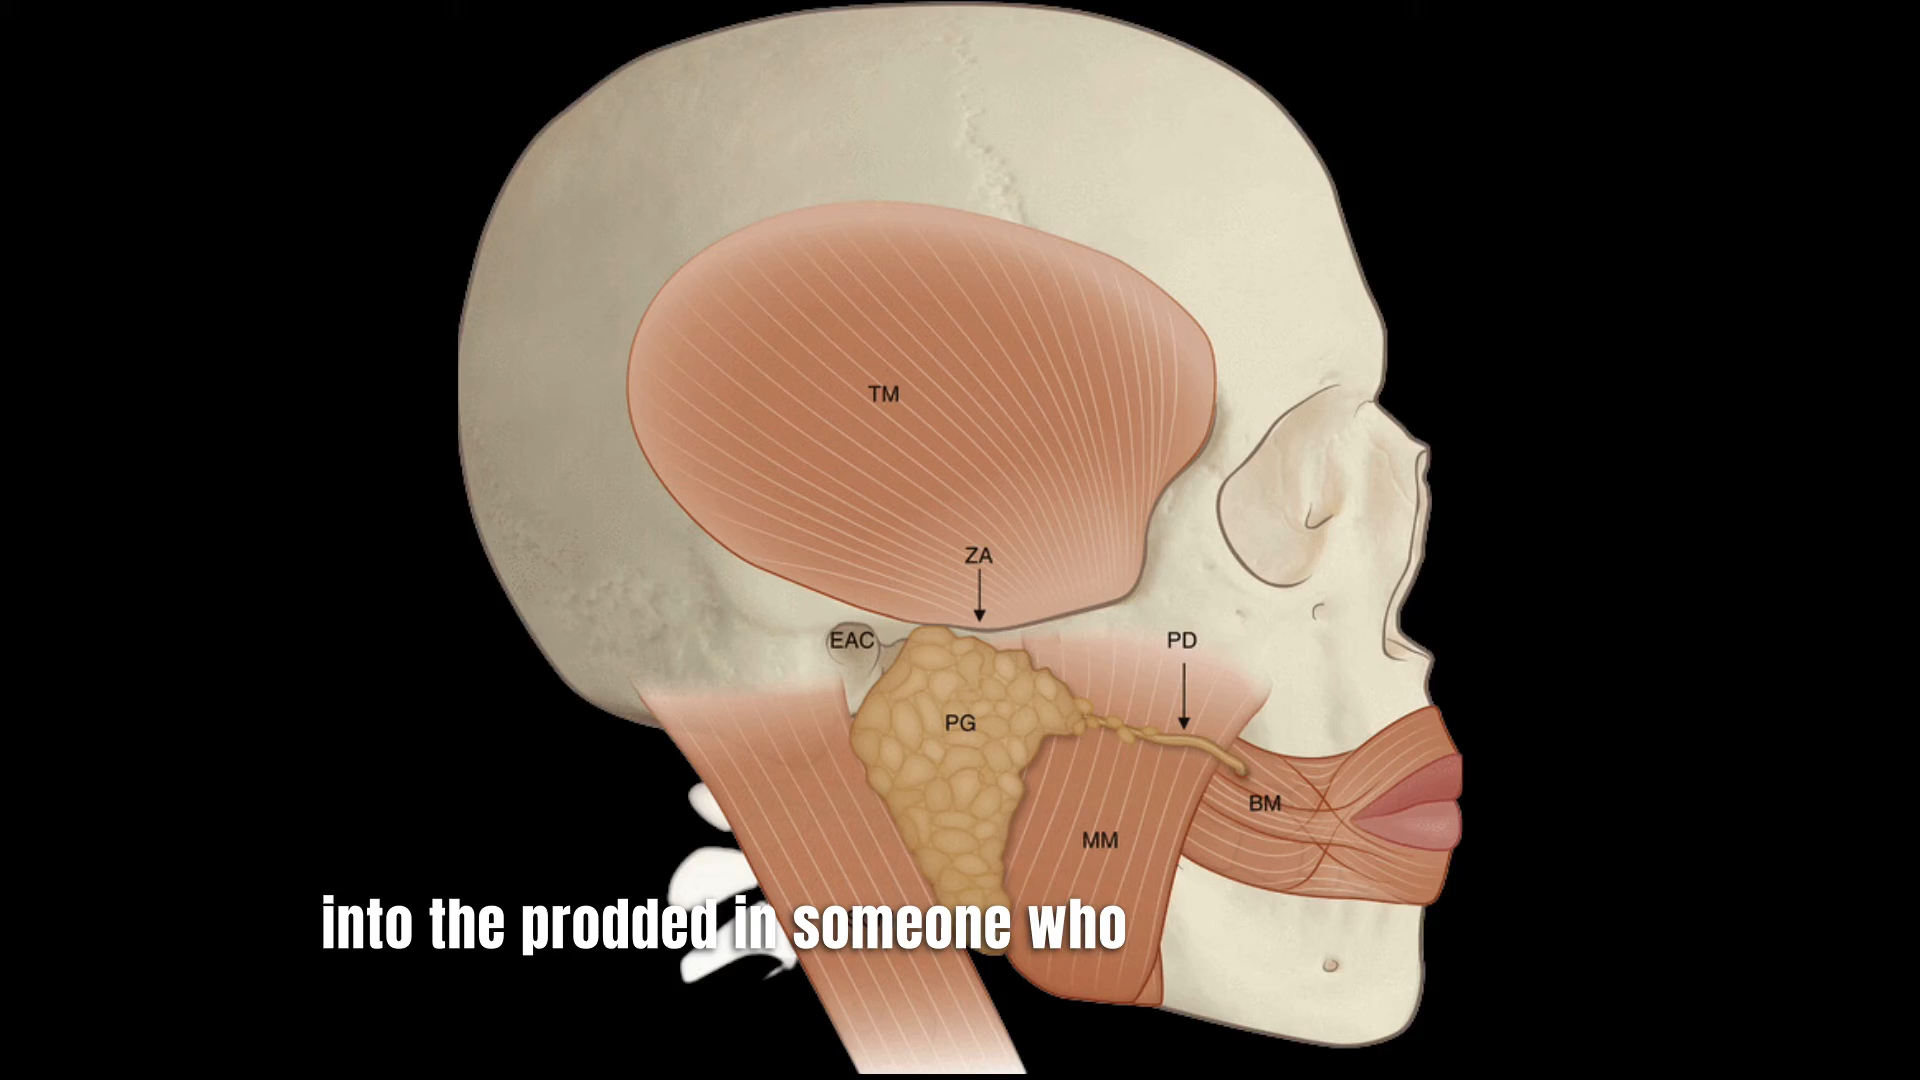 TM
ZA
EAC
PD
PG
BM
MM
into the prodded in someone who